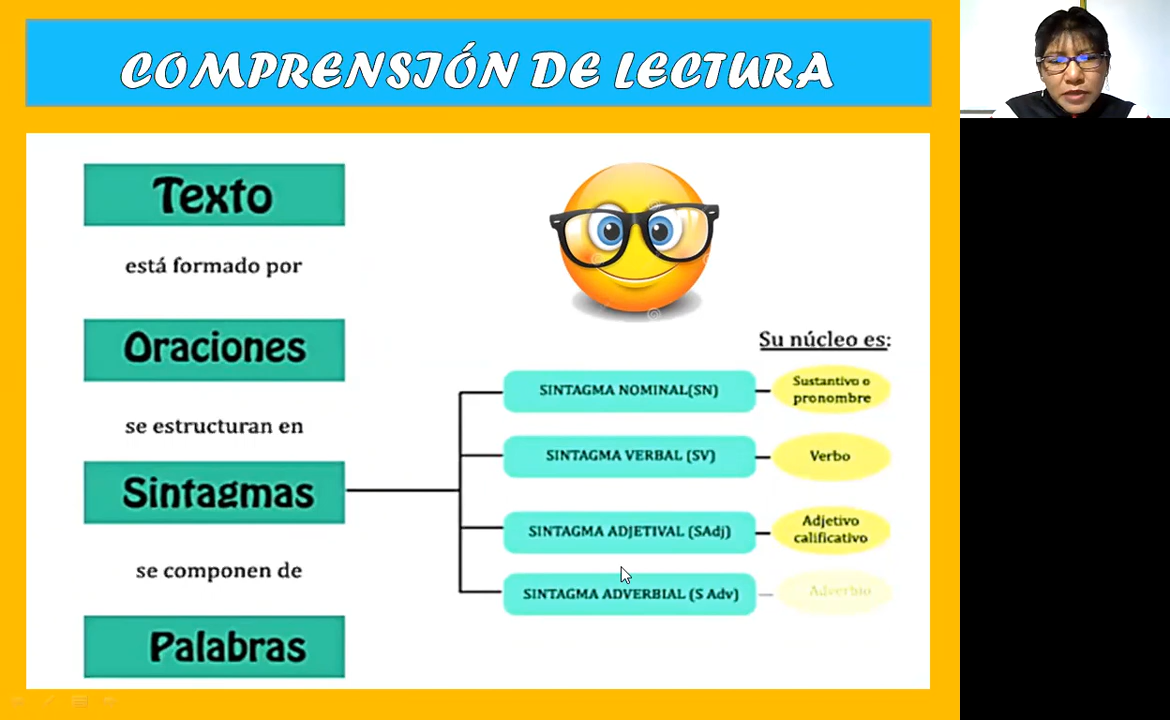 COMPRENSIÓN DE LECTURA
Texto
está formado por
Oraciones
se estructuran en
Sintagmas
se componen de
Palabras
Su núcleo es:
SINTAGMA NOMINAL(SN)
Sustantivo o
pronombre
SINTAGMA VERBAL (SV)
Verbo
SINTAGMA ADJETIVAL (SAdj)
Adjetivo
calificativo
SINTAGMA ADVERBIAL (S Adv)
Adverbio